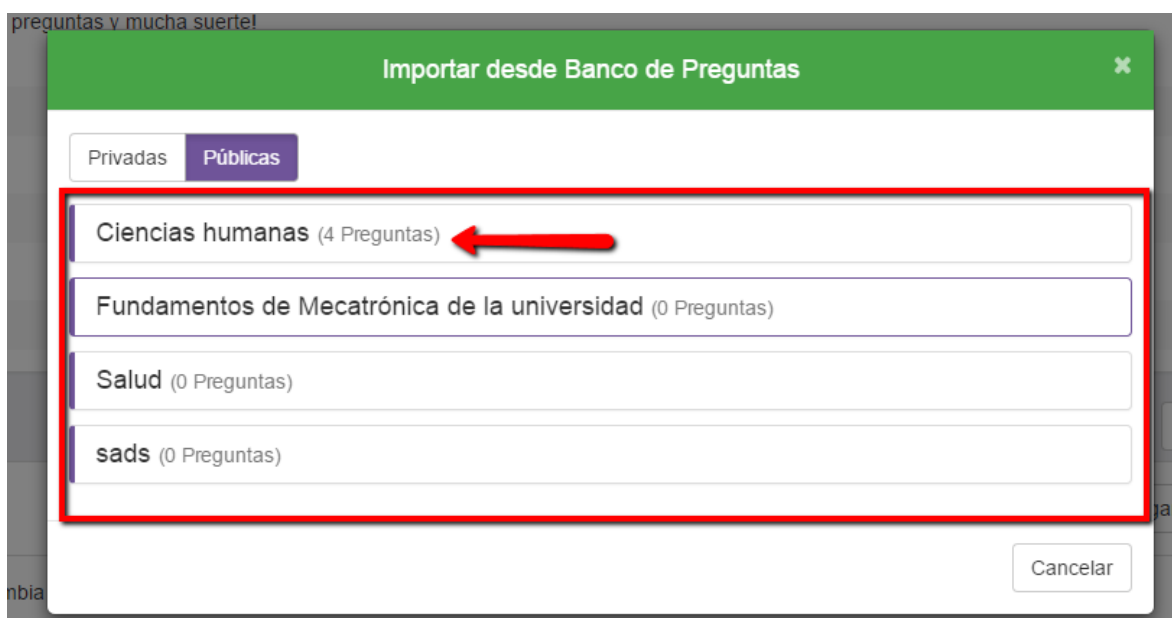 preguntas y mucha suerte!
Importar desde Banco de Preguntas ×
Privadas Públicas
Ciencias humanas (4 Preguntas)
Fundamentos de Mecatrónica de la universidad (0 Preguntas)
Salud (0 Preguntas)
sads (0 Preguntas)
Cancelar